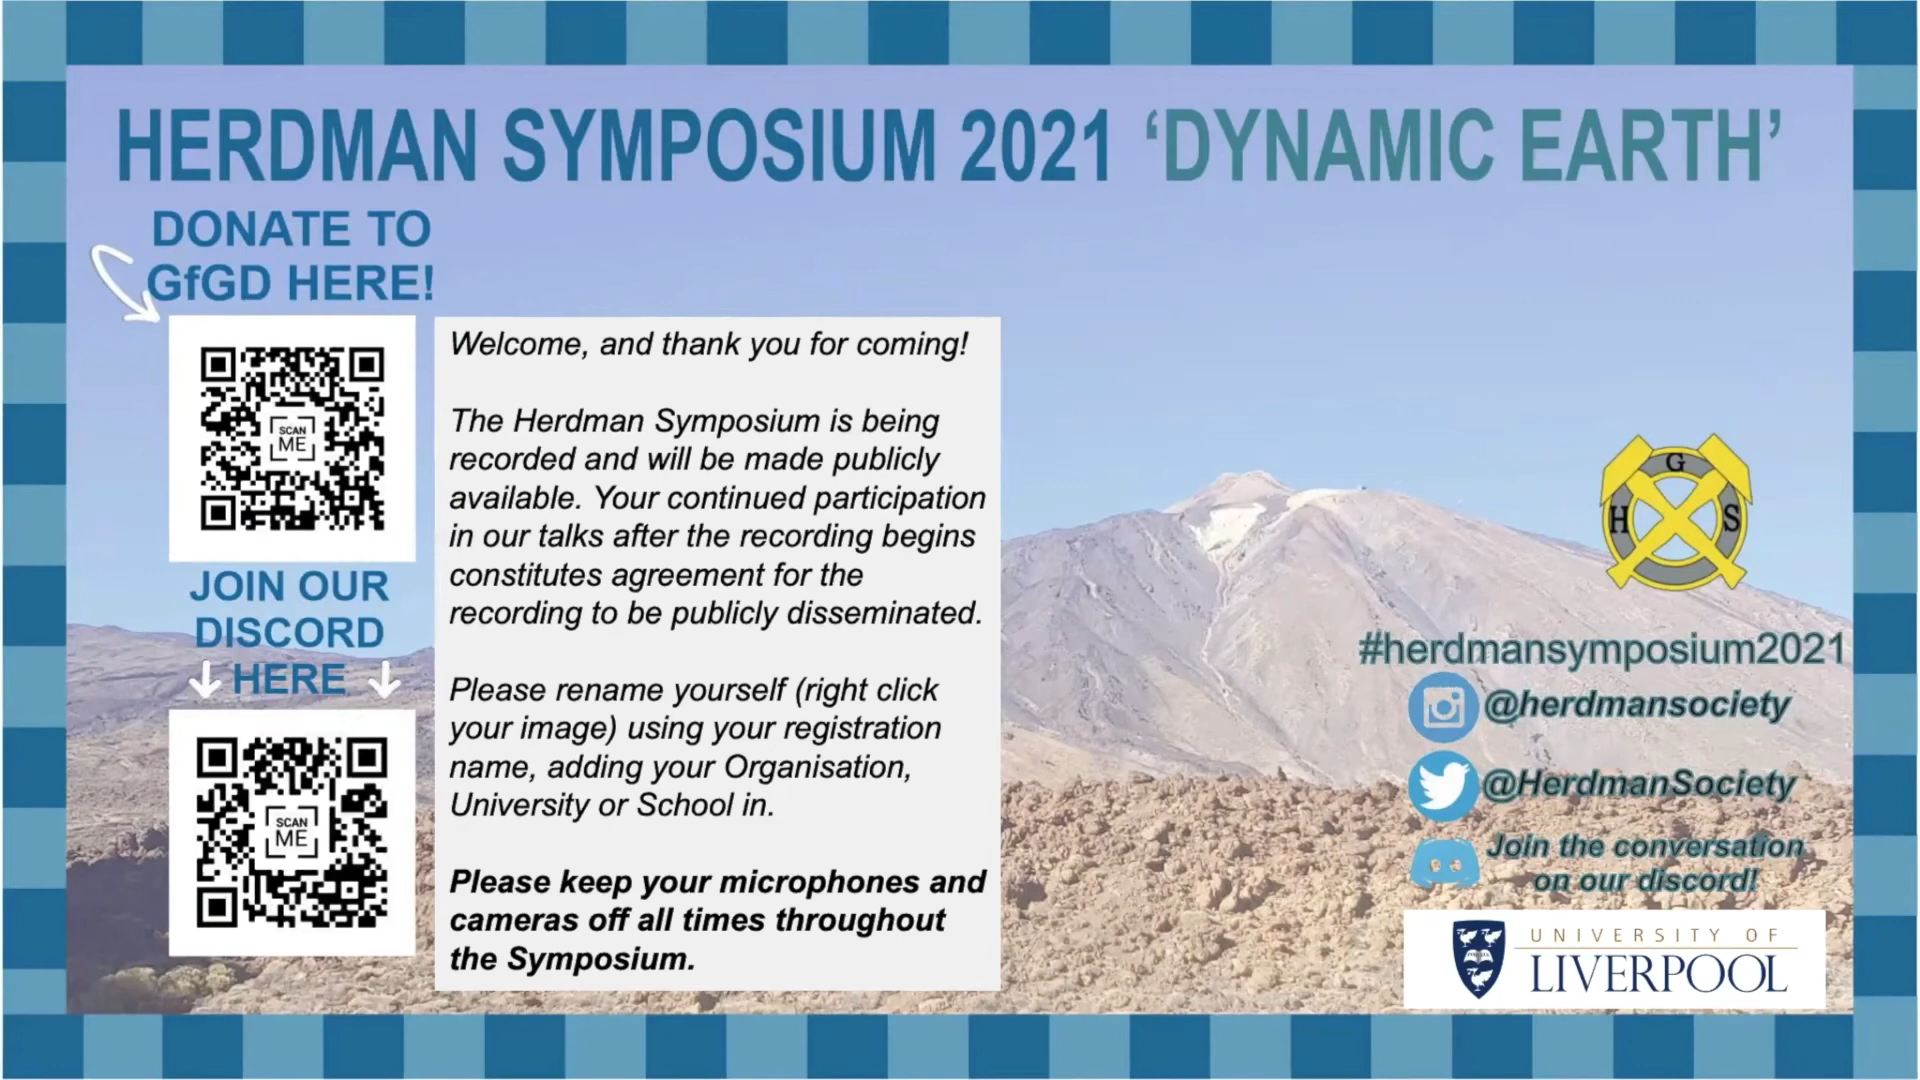 HERDMAN SYMPOSIUM 2021 ‘DYNAMIC EARTH’
DONATE TO
GfGD HERE!
SCAN
ME
JOIN OUR
DISCORD
HERE
SCAN
ME
Welcome, and thank you for coming!
The Herdman Symposium is being
recorded and will be made publicly
available. Your continued participation
in our talks after the recording begins
constitutes agreement for the
recording to be publicly disseminated.
Please rename yourself (right click
your image) using your registration
name, adding your Organisation,
University or School in.
Please keep your microphones and
cameras off all times throughout
the Symposium.
G
H S
#herdmansymposium2021
@herdmansociety
@HerdmanSociety
Join the conversation
on our discord!
UNIVERSITY OF
LIVERPOOL